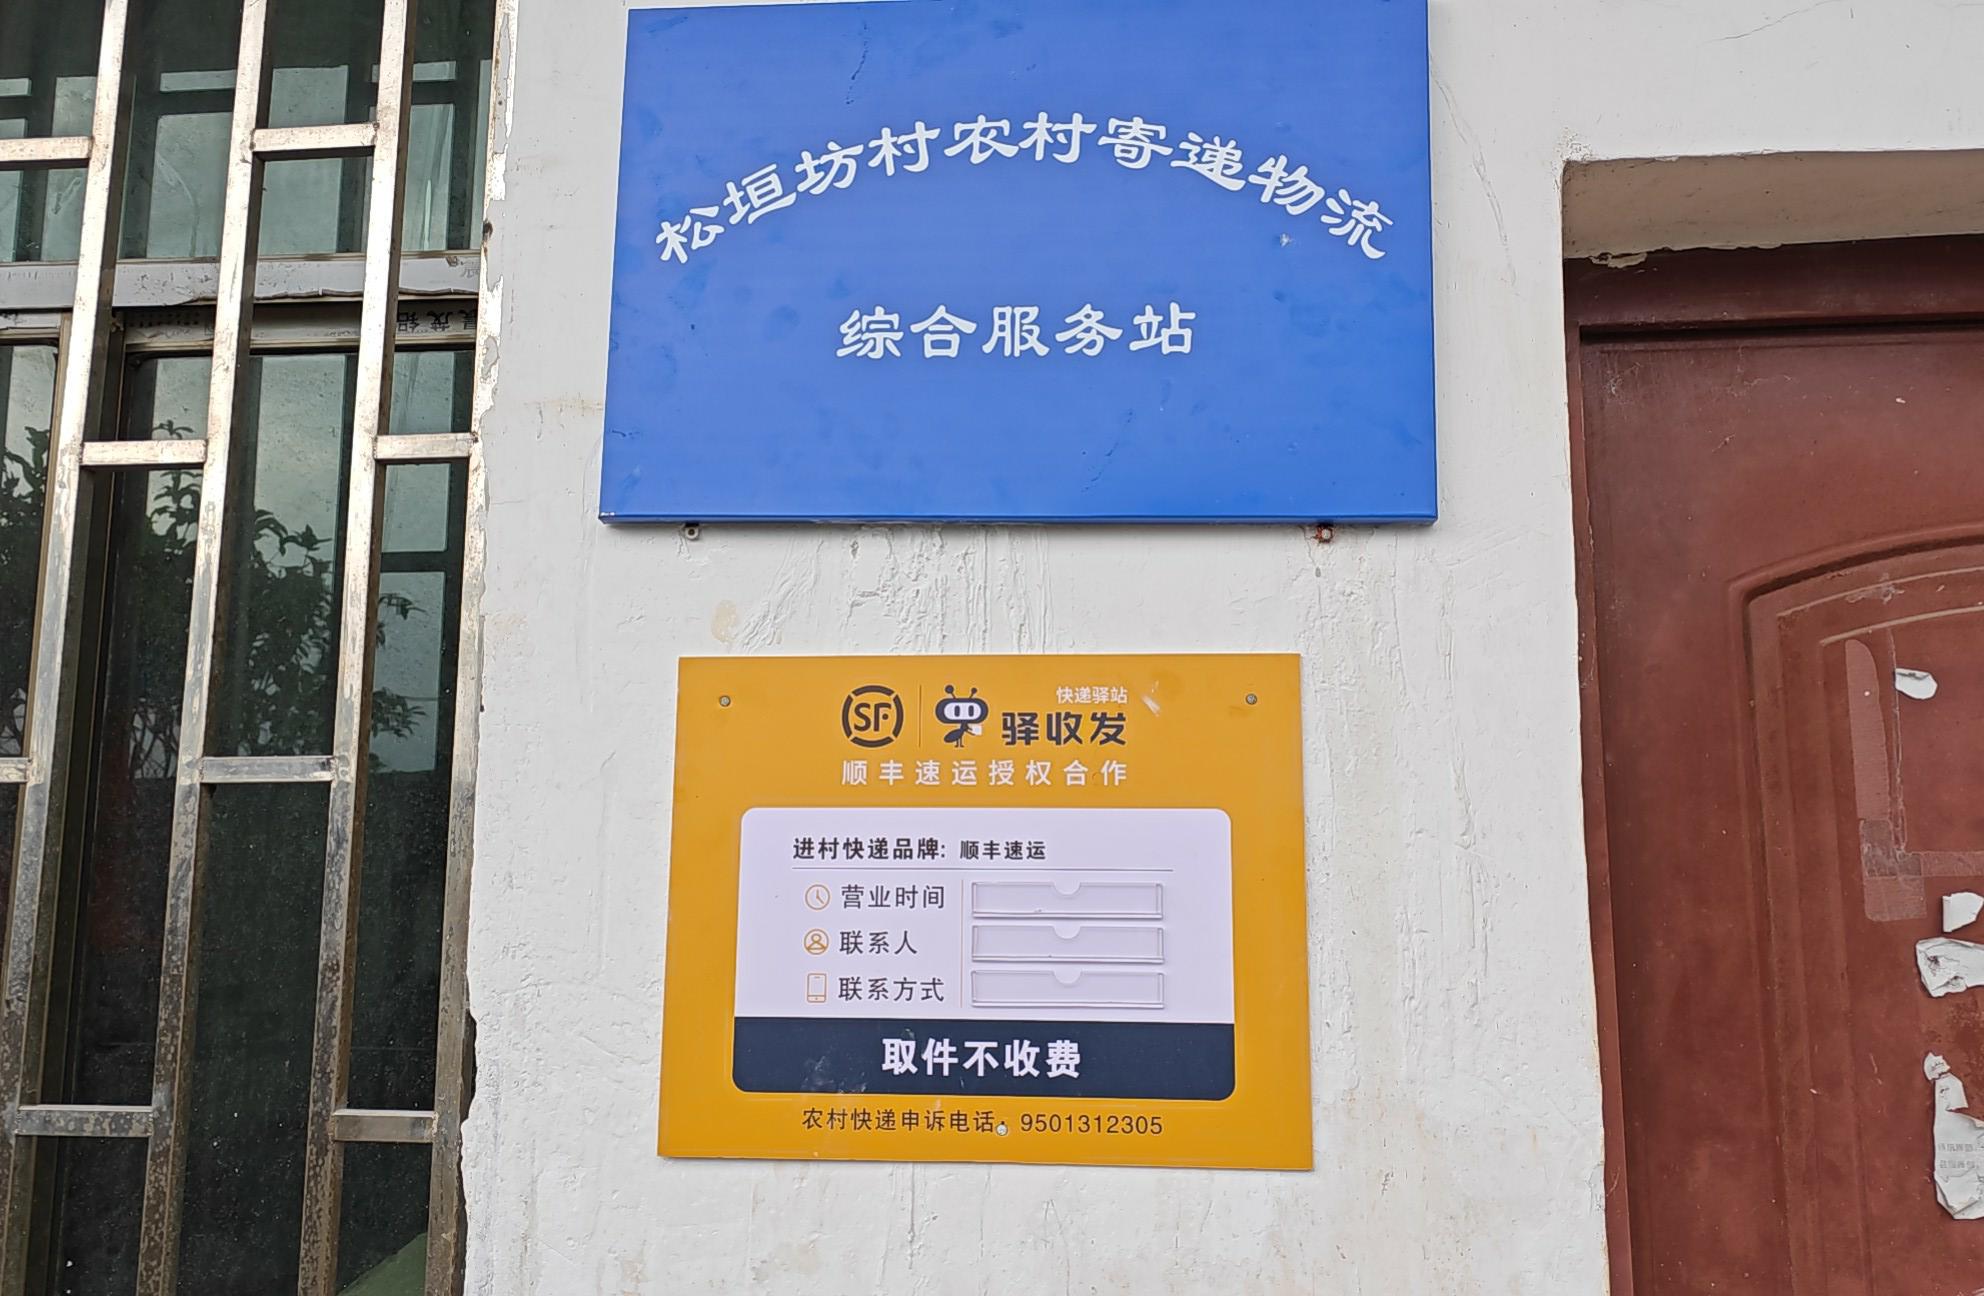 松垣坊村农村寄递物流
综合服务站
SF
快递驿站
驿收发
顺丰速运授权合作
进村快递品牌: 顺丰速运
营业时间
联系人
联系方式
取件不收费
农村快递申诉电话: 9501312305